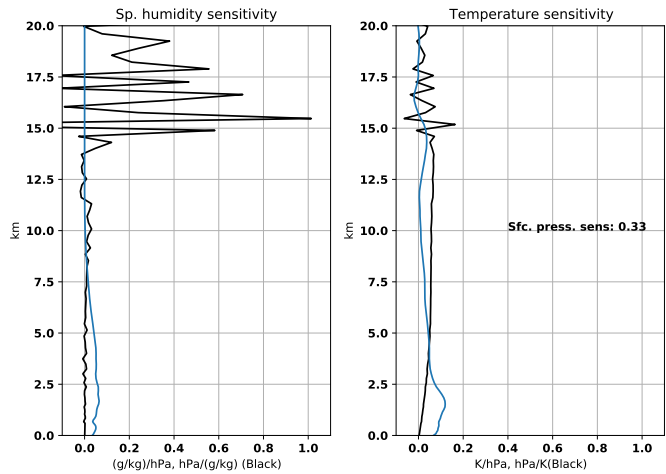 Sp. humidity sensitivity
20.0
17.5
15.0
12.5
10.0
7.5
5.0
2.5
0.0
km
0.0 0.2 0.4 0.6 0.8 1.0
(g/kg)/hPa, hPa/(g/kg) (Black)
Temperature sensitivity
20.0
17.5
15.0
12.5
10.0
7.5
5.0
2.5
0.0
km
Sfc. press. sens: 0.33
0.0 0.2 0.4 0.6 0.8 1.0
K/hPa, hPa/K(Black)